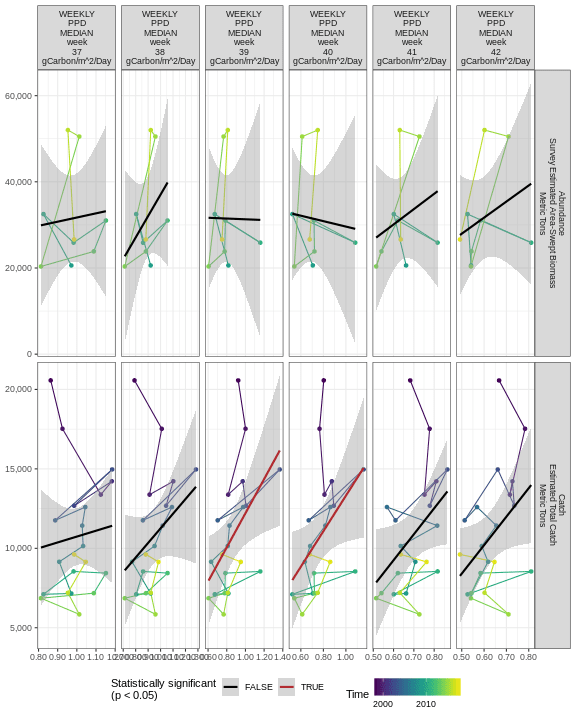 WEEKLY PPD MEDIAN week 37 gCarbon/m^2/Day
WEEKLY PPD MEDIAN week 38 gCarbon/m^2/Day
WEEKLY PPD MEDIAN week 39 gCarbon/m^2/Day
WEEKLY PPD MEDIAN week 40 gCarbon/m^2/Day
WEEKLY PPD MEDIAN week 41 gCarbon/m^2/Day
WEEKLY PPD MEDIAN week 42 gCarbon/m^2/Day
60,000
40,000
20,000
0
Abundance
Survey Estimated Area-Swept Biomass
Metric Tons
20,000
15,000
10,000
5,000
Catch
Estimated Total Catch
Metric Tons
0.80 0.90 1.00 1.10
0.60 0.80 1.00 1.20 1.40
0.60 0.80 1.00
0.50 0.60 0.70 0.80
0.50 0.60 0.70 0.80
Statistically significant
(p < 0.05)
FALSE
TRUE
Time
2000 2010